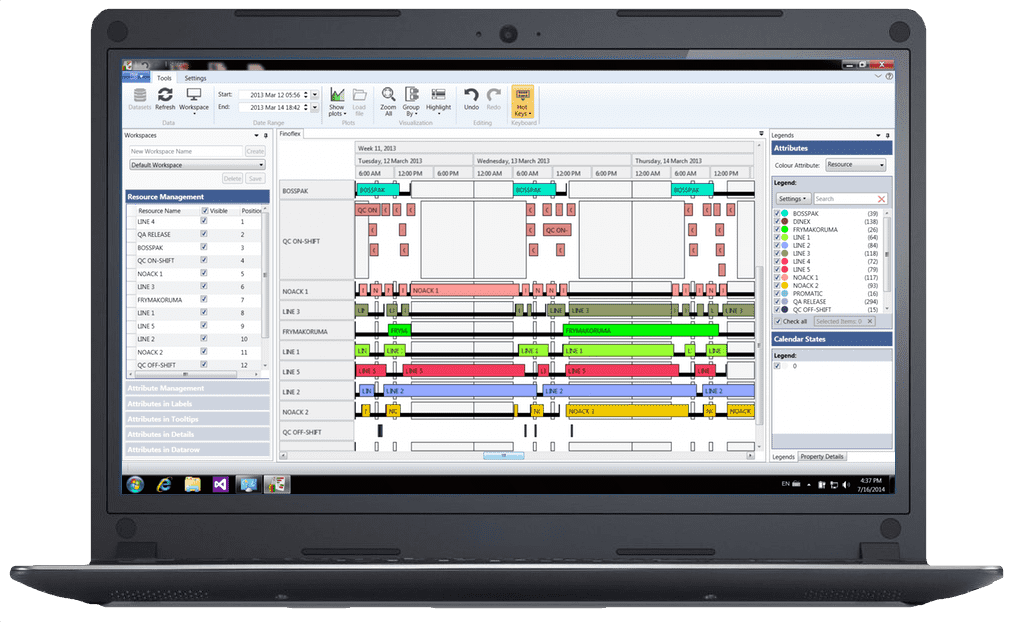 Tools Settings
Datasets Refresh Workspace
Data
Start: 2013 Mar 12 05:56
End: 2013 Mar 14 18:42
Date Range
Show plots Load file
Plots
Zoom All Group By Highlight
Visualization
Undo Redo
Editing
Hot Keys
Keyboard
Workspaces
New Workspace Name Create
Default Workspace
Delete Save
Resource Management
Resource Name Visible Position
LINE 4 1
QA RELEASE 2
BOSSPAK 3
QC ON-SHIFT 4
NOACK 1 5
LINE 3 6
FRYMAKORUMA 7
LINE 1 8
LINE 5 9
LINE 2 10
NOACK 2 11
QC OFF-SHIFT 12
Attribute Management
Attributes in Labels
Attributes in Tooltip
Attributes in Details
Attributes in Datarow
Finoflex
Week 11, 2013
Tuesday, 12 March 2013 Wednesday, 13 March 2013 Thursday, 14 March 2013
6:00 AM 12:00 PM 6:00 PM 12:00 AM 6:00 AM 12:00 PM 6:00 PM 12:00 AM 6:00 AM 12:00 PM
BOSSPAK BOSSPAK BOSSPAK BOSSPAK
QC ON-SHIFT QC ON QC ON-
NOACK 1 NOACK 1
LINE 3 LINE LINE 3
FRYMAKORUMA FRYM FRYMAKORUMA
LINE 1 LIN LINE LINE 1 LINE 1 LINE
LINE 5 LINE 5 LINE 5 LINE 5 LINE
LINE 2 LIN LINE 2 LINE 2 LINE 2
NOACK 2 NOACK
QC OFF-SHIFT
Legends
Attributes
Colour Attribute: Resource
Legend:
Settings Search
BOSSPAK (39)
DINEX (138)
FRYMAKORUMA (26)
LINE 1 (64)
LINE 2 (84)
LINE 3 (118)
LINE 4 (72)
LINE 5 (79)
NOACK 1 (117)
NOACK 2 (93)
PROMATIC (16)
QA RELEASE (294)
QC OFF-SHIFT (15)
Check all Selected Items: 0
Calendar States
Legend:
0
Legends Property Details
EN
4:37 PM
7/16/2014